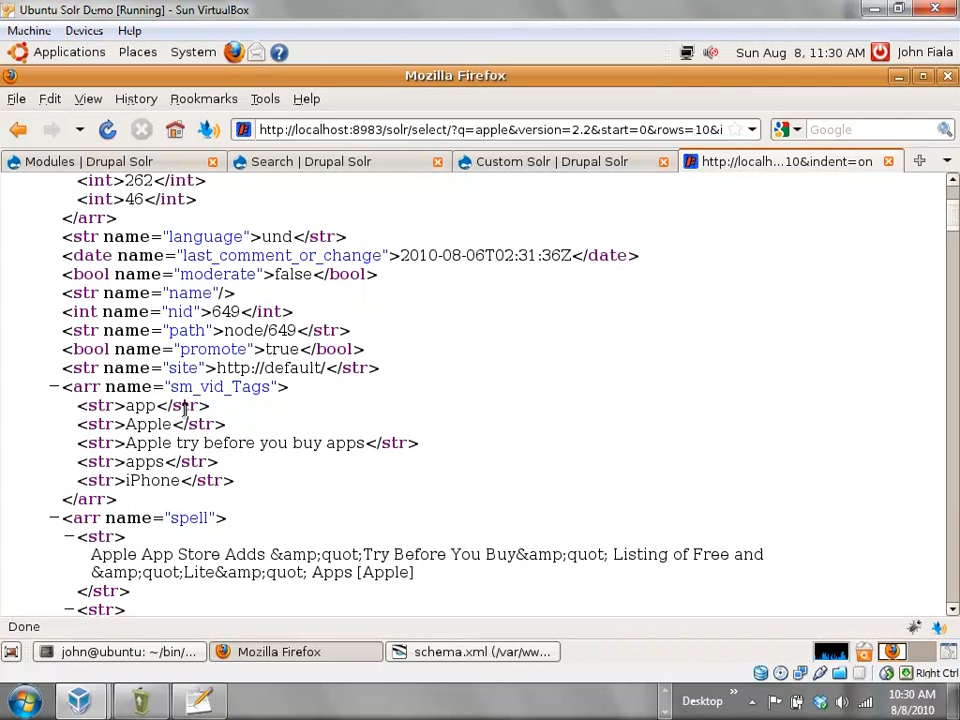 Ubuntu Solr Demo [Running] - Sun VirtualBox
Machine Devices Help
Applications Places System Sun Aug 8, 11:30 AM John Fiala
Mozilla Firefox
File Edit View History Bookmarks Tools Help
http://localhost:8983/solr/select/?q=apple&version=2.2&start=0&rows=10&i Google
Modules | Drupal Solr Search | Drupal Solr Custom Solr | Drupal Solr http://localh...10&indent=on
<int>262</int>
<int>46</int>
</arr>
<str name="language">und</str>
<date name="last_comment_or_change">2010-08-06T02:31:36Z</date>
<bool name="moderate">false</bool>
<str name="name"/>
<int name="nid">649</int>
<str name="path">node/649</str>
<bool name="promote">true</bool>
<str name="site">http://default/</str>
−<arr name="sm_vid_Tags">
<str>app</str>
<str>Apple</str>
<str>Apple try before you buy apps</str>
<str>apps</str>
<str>iPhone</str>
</arr>
−<arr name="spell">
−<str>
Apple App Store Adds &amp;quot;Try Before You Buy&amp;quot; Listing of Free and
&amp;quot;Lite&amp;quot; Apps [Apple]
</str>
−<str>
Done
john@ubuntu: ~/bin/... Mozilla Firefox schema.xml (/var/ww...
Right Ctrl
Desktop » 10:30 AM
8/8/2010